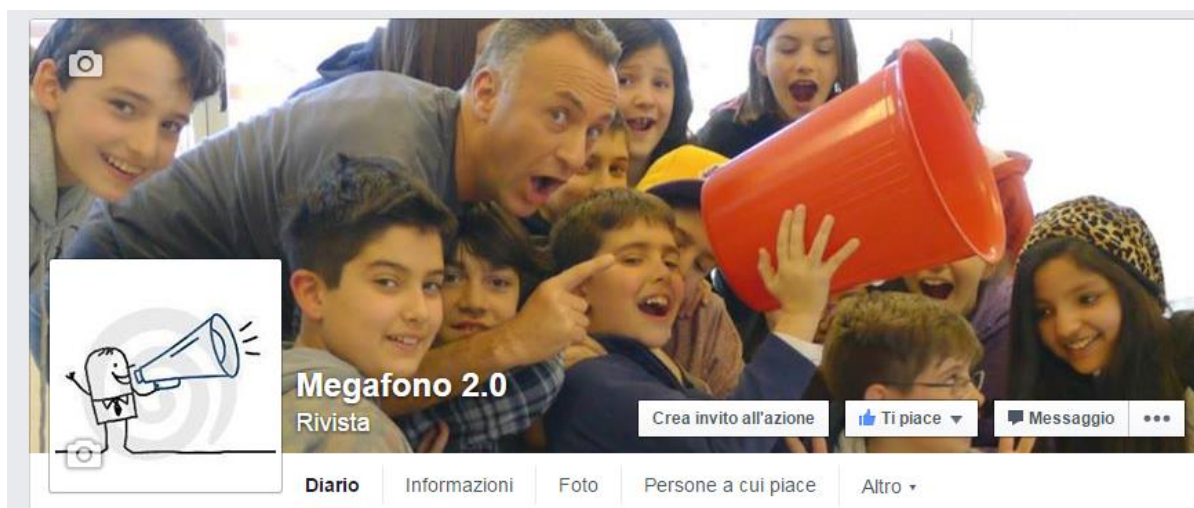 Megafono 2.0
Rivista
Crea invito all'azione
Ti piace
Messaggio
Diario Informazioni Foto Persone a cui piace Altro